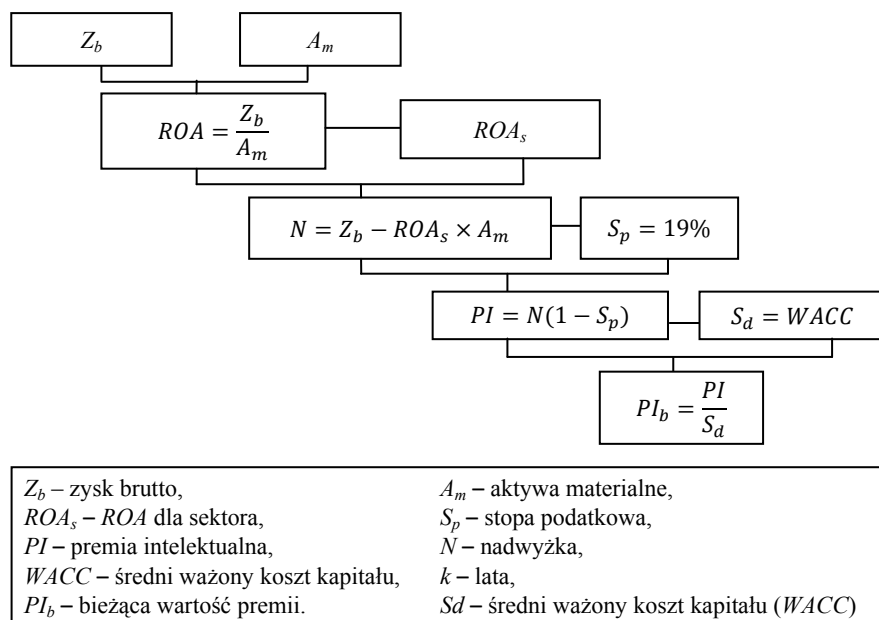 Z_b A_m
ROA = Z_b / A_m ROA_s
N = Z_b − ROA_s × A_m S_p = 19%
PI = N(1 − S_p) S_d = WACC
PI_b = PI / S_d
Z_b – zysk brutto, A_m – aktywa materialne,
ROA_s – ROA dla sektora, S_p – stopa podatkowa,
PI – premia intelektualna, N – nadwyżka,
WACC – średni ważony koszt kapitału, k – lata,
PI_b – bieżąca wartość premii. Sd – średni ważony koszt kapitału (WACC)